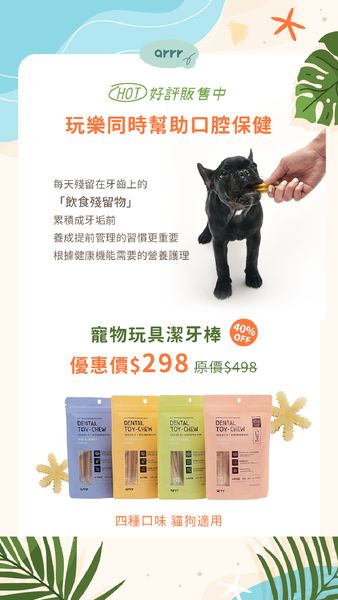 arrr
HOT 好評販售中
玩樂同時幫助口腔保健
每天殘留在牙齒上的
「飲食殘留物」
累積成牙垢前
養成提前管理的習慣更重要
根據健康機能需要的營養護理
寵物玩具潔牙棒
40%
OFF
優惠價$298 原價$498
DENTAL
TOY-CHEW
arrr
DENTAL
TOY-CHEW
arrr
DENTAL
TOY-CHEW
arrr
DENTAL
TOY-CHEW
arrr
四種口味 貓狗適用